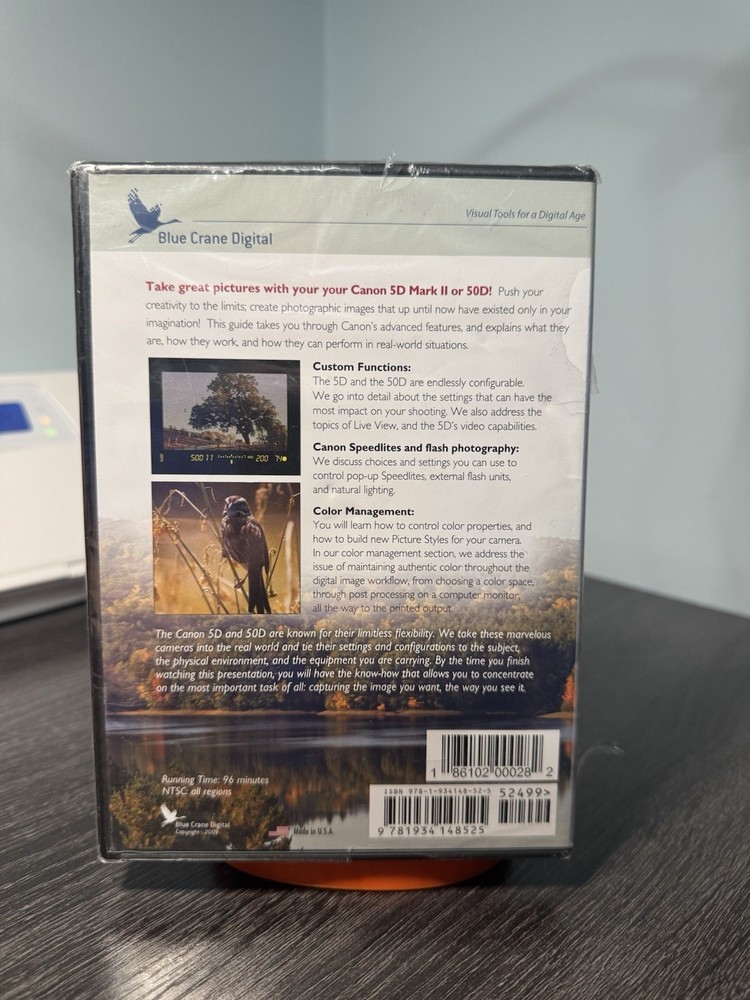 Visual Tools for a Digital Age
Blue Crane Digital
Take great pictures with your your Canon 5D Mark II or 50D! Push your
creativity to the limits; create photographic images that up until now have existed only in your
imagination! This guide takes you through Canon's advanced features, and explains what they
are, how they work, and how they can perform in real-world situations.
Custom Functions:
The 5D and the 50D are endlessly configurable.
We go into detail about the settings that can have the
most impact on your shooting. We also address the
topics of Live View, and the 5D's video capabilities.
500 11
200
Canon Speedlites and flash photography:
We discuss choices and settings you can use to
control pop-up Speedlites, external flash units,
and natural lighting.
Color Management:
You will learn how to control color properties, and
how to build new Picture Styles for your camera.
In our color management section, we address the
issue of maintaining authentic color throughout the
digital image workflow, from choosing a color space,
through post processing on a computer monitor,
all the way to the printed output.
The Canon 5D and 50D are known for their limitless flexibility. We take these marvelous
cameras into the real world and tie their settings and configurations to the subject,
the physical environment, and the equipment you are carrying. By the time you finish
watching this presentation, you will have the know-how that allows you to concentrate
on the most important task of all: capturing the image you want, the way you see it.
1 86102 00028 2
Running Time: 96 minutes
NTSC: all regions
ISBN 978-1-934148-52-5
52499>
9 781934 148525
Blue Crane Digital
Copyright 2009
Made in U.S.A.